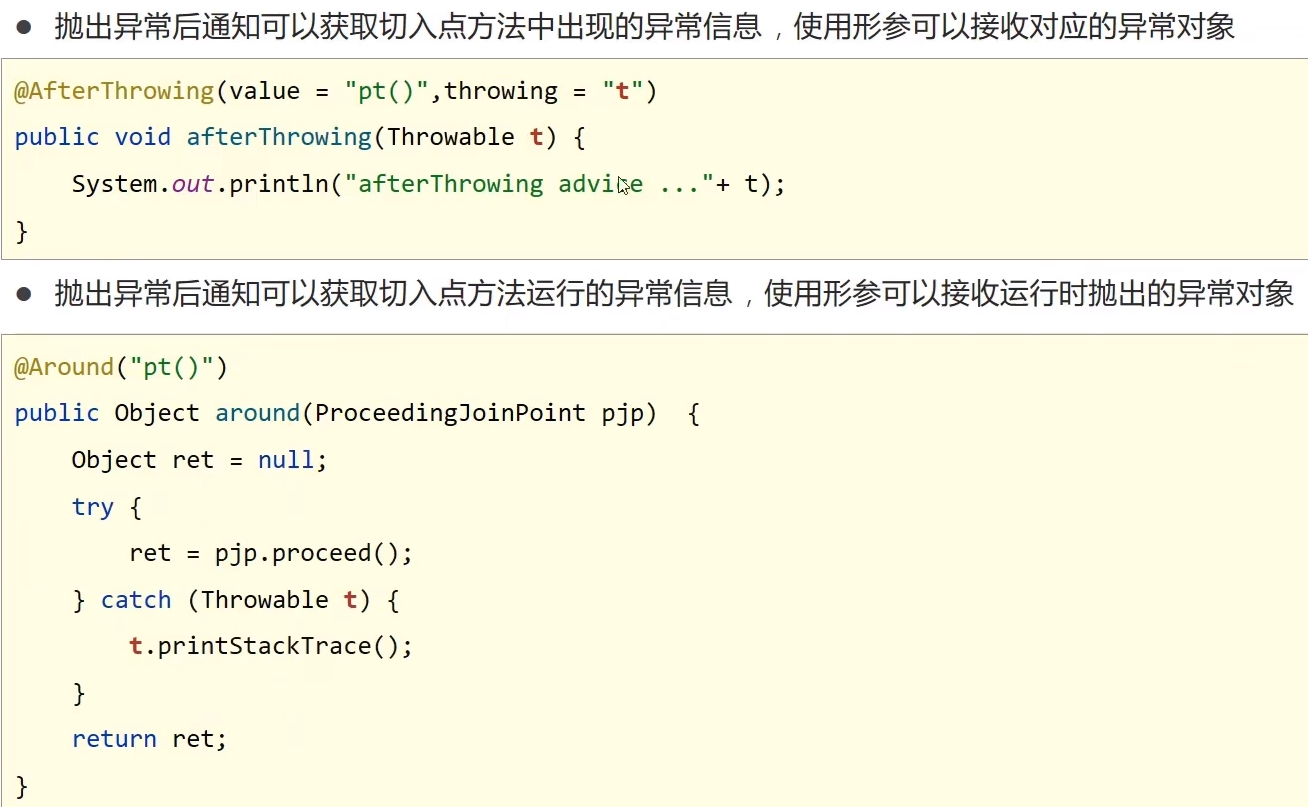 ● 抛出异常后通知可以获取切入点方法中出现的异常信息，使用形参可以接收对应的异常对象
@AfterThrowing(value = "pt()",throwing = "t")
public void afterThrowing(Throwable t) {
    System.out.println("afterThrowing advice ..."+ t);
}
● 抛出异常后通知可以获取切入点方法运行的异常信息，使用形参可以接收运行时抛出的异常对象
@Around("pt()")
public Object around(ProceedingJoinPoint pjp)  {
    Object ret = null;
    try {
        ret = pjp.proceed();
    } catch (Throwable t) {
        t.printStackTrace();
    }
    return ret;
}